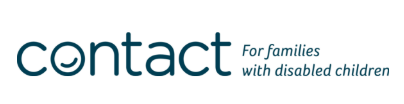 contact
For families
with disabled children